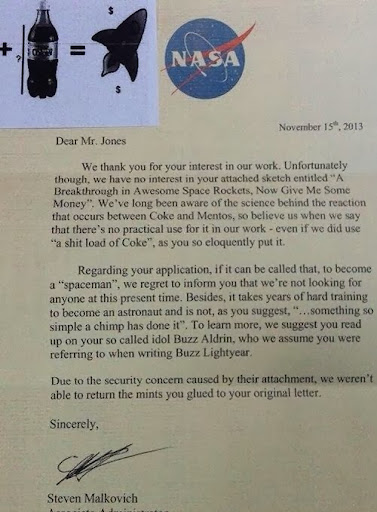 $
+ ? =
$
NASA
November 15th, 2013
Dear Mr. Jones
We thank you for your interest in our work. Unfortunately
though, we have no interest in your attached sketch entitled “A
Breakthrough in Awesome Space Rockets, Now Give Me Some
Money”. We’ve long been aware of the science behind the reaction
that occurs between Coke and Mentos, so believe us when we say
that there’s no practical use for it in our work - even if we did use
“a shit load of Coke”, as you so eloquently put it.
Regarding your application, if it can be called that, to become
a “spaceman”, we regret to inform you that we’re not looking for
anyone at this present time. Besides, it takes years of hard training
to become an astronaut and is not, as you suggest, “…something so
simple a chimp has done it”. To learn more, we suggest you read
up on your so called idol Buzz Aldrin, who we assume you were
referring to when writing Buzz Lightyear.
Due to the security concern caused by their attachment, we weren’t
able to return the mints you glued to your original letter.
Sincerely,
Steven Malkovich